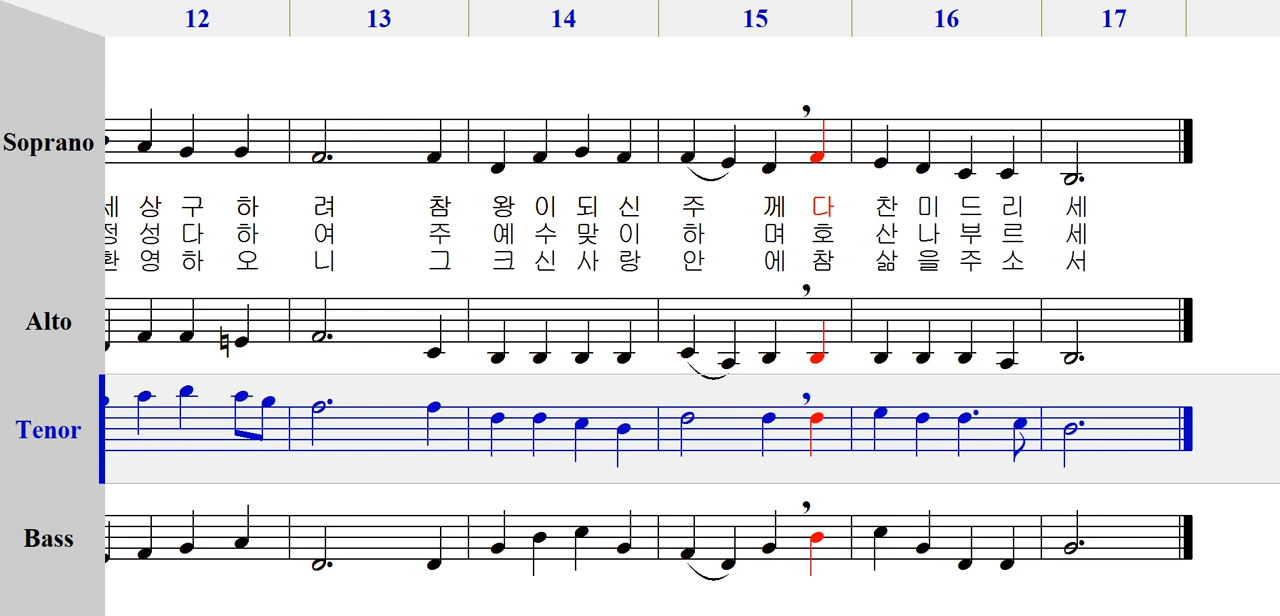 12 13 14 15 16 17
Soprano
세 상 구 하 려 참 왕 이 되 신 주 께 다 찬 미 드 리 세
정 성 다 하 여 주 예 수 맞 이 하 며 호 산 나 부 르 세
환 영 하 오 니 그 크 신 사 랑 안 에 참 삶 을 주 소 서
Alto
Tenor
Bass